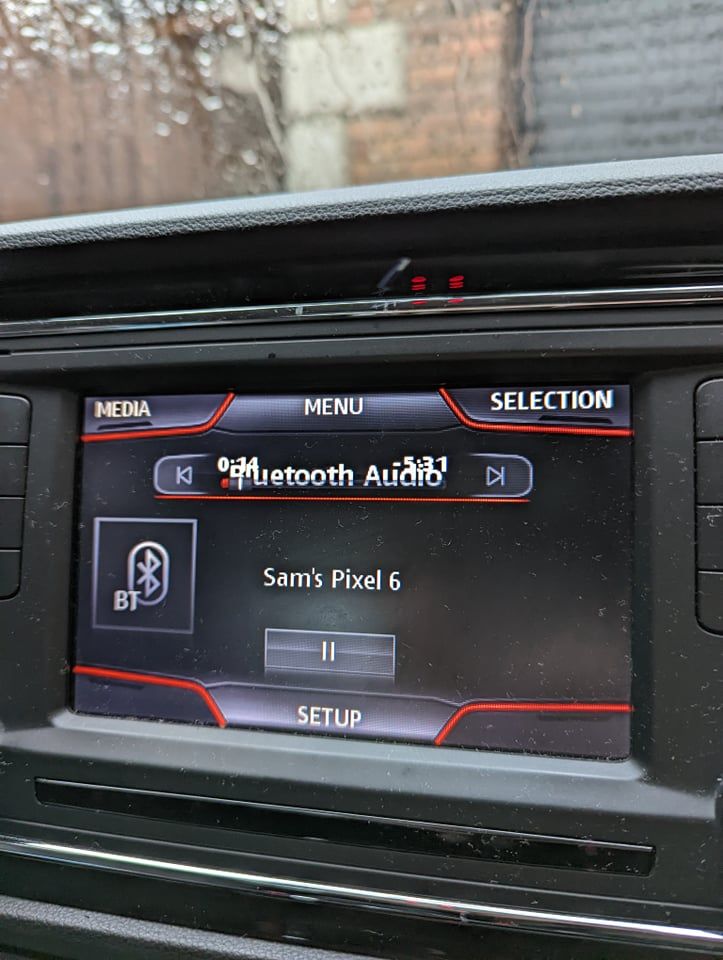 MEDIA
MENU
SELECTION
0:14
-5:31
Bluetooth Audio
BT
Sam's Pixel 6
SETUP